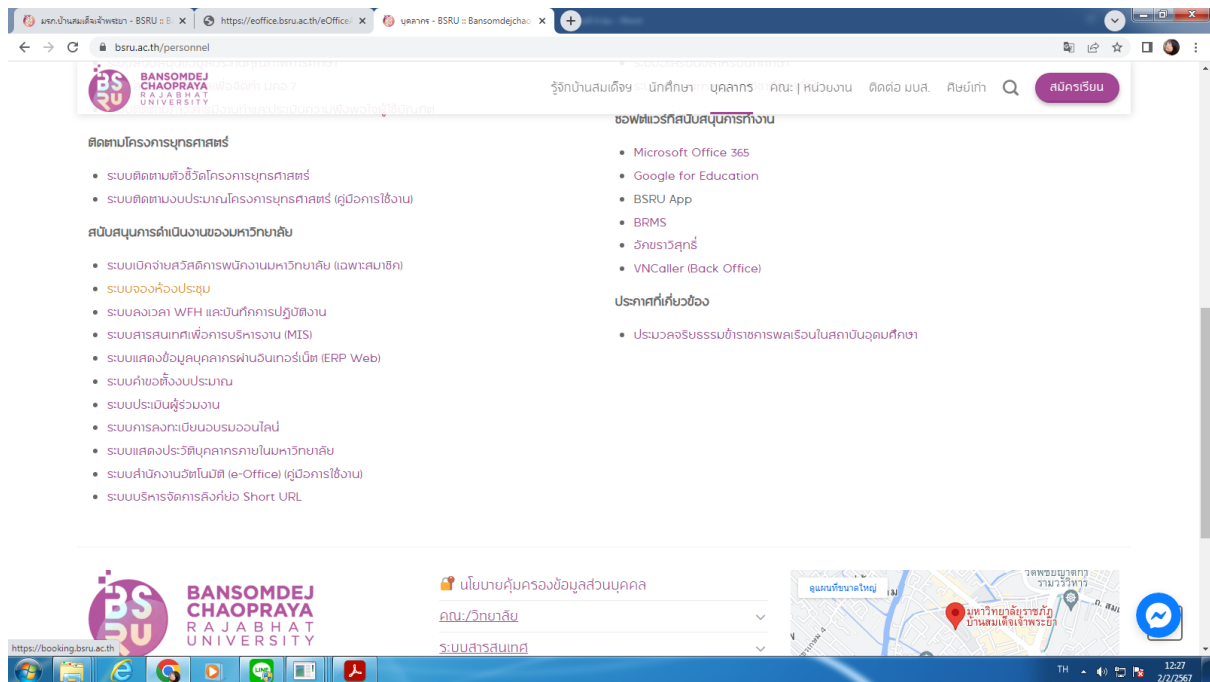 มรภ.บ้านสมเด็จเจ้าพระยา - BSRU :: B
https://eoffice.bsru.ac.th/eOffice
บุคลากร - BSRU :: Bansomdejchao
bsru.ac.th/personnel
BANSOMDEJ
CHAOPRAYA
RAJABHAT
UNIVERSITY
รู้จักบ้านสมเด็จฯ นักศึกษา บุคลากร คณะ | หน่วยงาน ติดต่อ มบส. ศิษย์เก่า
สมัครเรียน
ติดตามโครงการยุทธศาสตร์
ระบบติดตามตัวชี้วัดโครงการยุทธศาสตร์
ระบบติดตามงบประมาณโครงการยุทธศาสตร์ (คู่มือการใช้งาน)
สนับสนุนการดำเนินงานของมหาวิทยาลัย
ระบบเบิกจ่ายสวัสดิการพนักงานมหาวิทยาลัย (เฉพาะสมาชิก)
ระบบจองห้องประชุม
ระบบลงเวลา WFH และบันทึกการปฏิบัติงาน
ระบบสารสนเทศเพื่อการบริหารงาน (MIS)
ระบบแสดงข้อมูลบุคลากรผ่านอินเทอร์เน็ต (ERP Web)
ระบบคำขอตั้งงบประมาณ
ระบบประเมินผู้ร่วมงาน
ระบบการลงทะเบียนอบรมออนไลน์
ระบบแสดงประวัติบุคลากรภายในมหาวิทยาลัย
ระบบสำนักงานอัตโนมัติ (e-Office) (คู่มือการใช้งาน)
ระบบบริหารจัดการลิงก์ย่อ Short URL
ซอฟต์แวร์ที่สนับสนุนการทำงาน
Microsoft Office 365
Google for Education
BSRU App
BRMS
อักขราวิสุทธิ์
VNCaller (Back Office)
ประกาศที่เกี่ยวข้อง
ประมวลจริยธรรมข้าราชการพลเรือนในสถาบันอุดมศึกษา
BS
RU
BANSOMDEJ
CHAOPRAYA
RAJABHAT
UNIVERSITY
นโยบายคุ้มครองข้อมูลส่วนบุคคล
คณะ/วิทยาลัย
ระบบสารสนเทศ
ดูแผนที่ขนาดใหญ่
มหาวิทยาลัยราชภัฏ
บ้านสมเด็จเจ้าพระยา
https://booking.bsru.ac.th
TH
12:27
2/2/2567